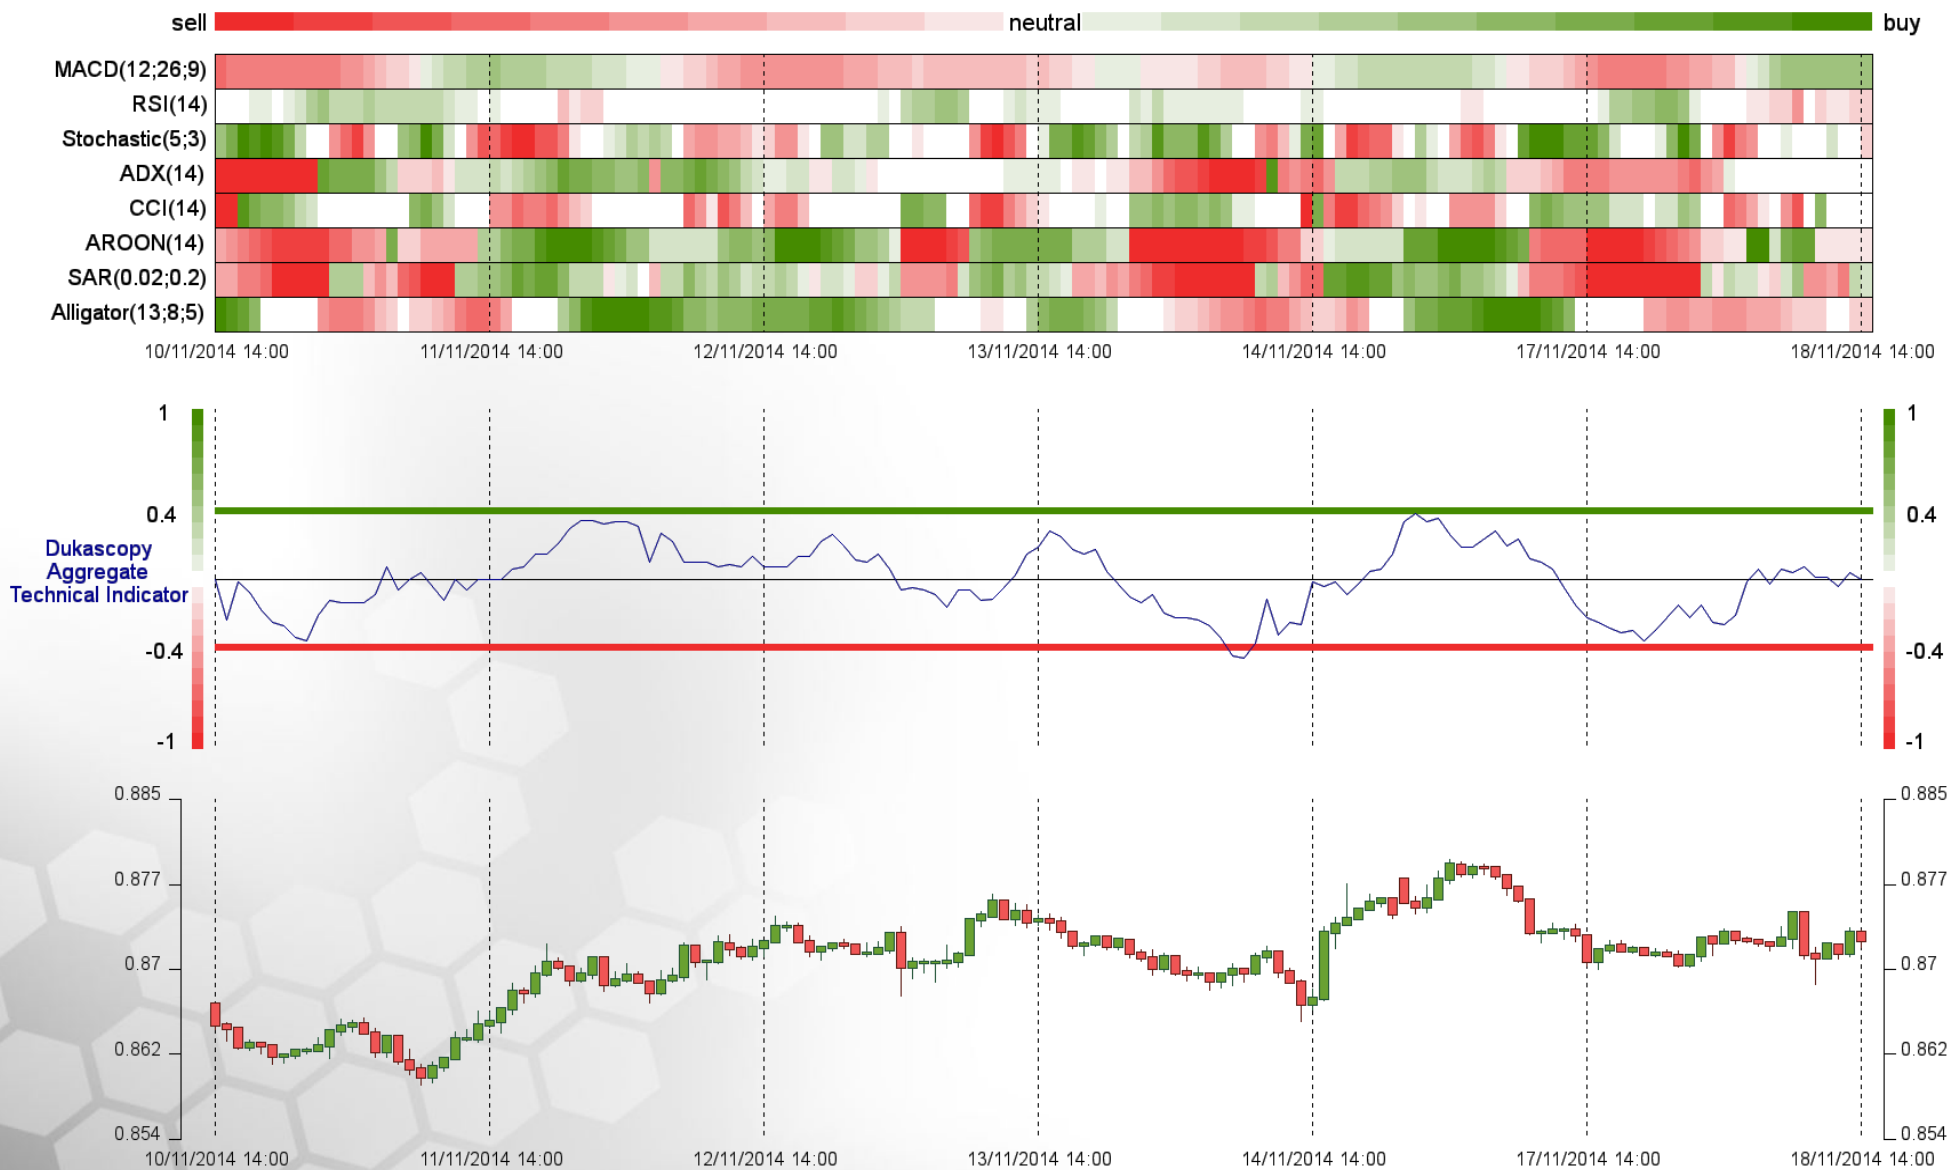 sell neutral buy
MACD(12;26;9)
RSI(14)
Stochastic(5;3)
ADX(14)
CCI(14)
AROON(14)
SAR(0.02;0.2)
Alligator(13;8;5)
10/11/2014 14:00 11/11/2014 14:00 12/11/2014 14:00 13/11/2014 14:00 14/11/2014 14:00 17/11/2014 14:00 18/11/2014 14:00
1 1
0.4 0.4
Dukascopy
Aggregate
Technical Indicator
-0.4 -0.4
-1 -1
0.885 0.885
0.877 0.877
0.87 0.87
0.862 0.862
0.854 0.854
10/11/2014 14:00 11/11/2014 14:00 12/11/2014 14:00 13/11/2014 14:00 14/11/2014 14:00 17/11/2014 14:00 18/11/2014 14:00